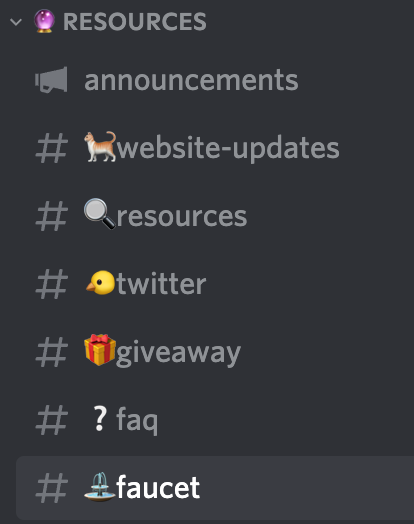 🔮 RESOURCES
announcements
# 🐈website-updates
# 🔍resources
# 🐤twitter
# 🎁giveaway
# ❔faq
# ⛲faucet